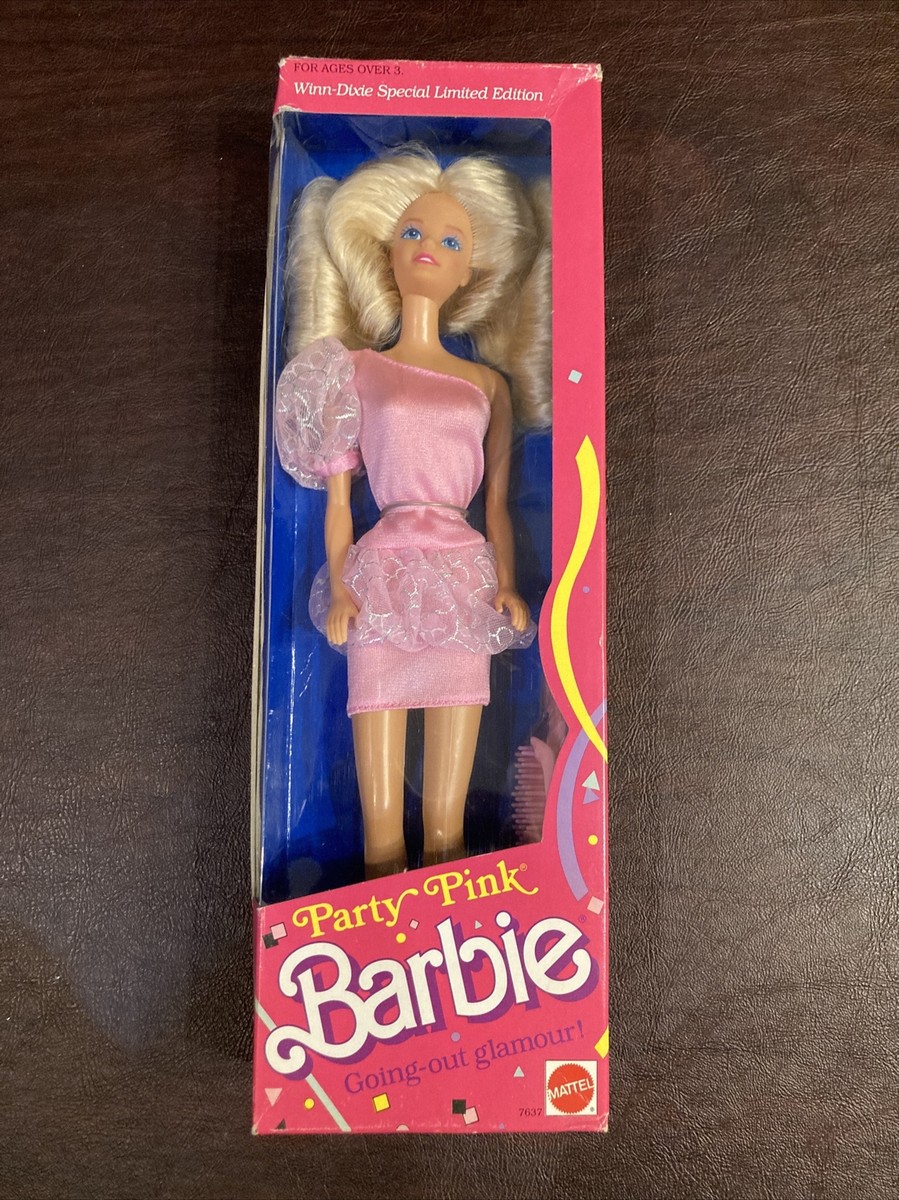 FOR AGES OVER 3.
Winn-Dixie Special Limited Edition
Party Pink®
Barbie®
Going-out glamour!
7637
MATTEL®